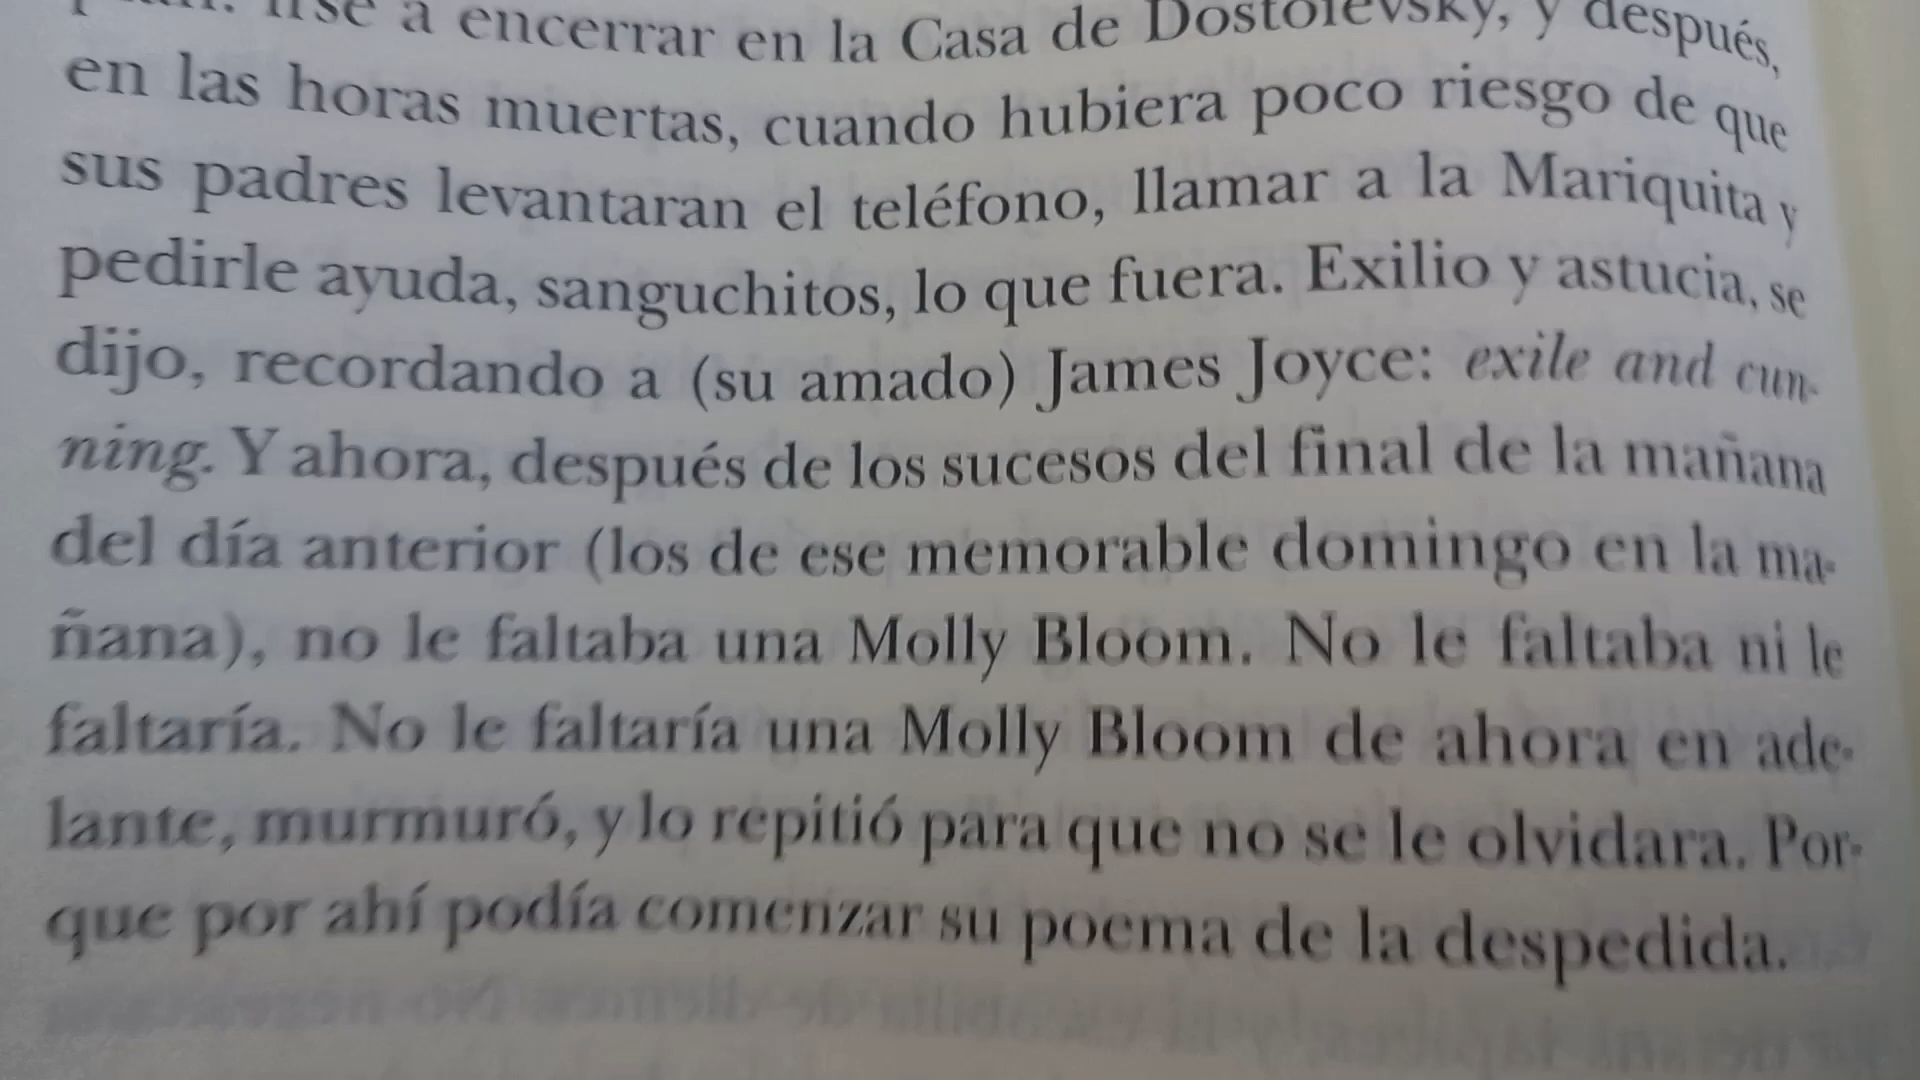 Irse a encerrar en la Casa de Dostoievsky, y después,
en las horas muertas, cuando hubiera poco riesgo de que
sus padres levantaran el teléfono, llamar a la Mariquita y
pedirle ayuda, sanguchitos, lo que fuera. Exilio y astucia, se
dijo, recordando a (su amado) James Joyce: exile and cun-
ning. Y ahora, después de los sucesos del final de la mañana
del día anterior (los de ese memorable domingo en la ma-
ñana), no le faltaba una Molly Bloom. No le faltaba ni le
faltaría. No le faltaría una Molly Bloom de ahora en ade-
lante, murmuró, y lo repitió para que no se le olvidara. Por-
que por ahí podía comenzar su poema de la despedida.